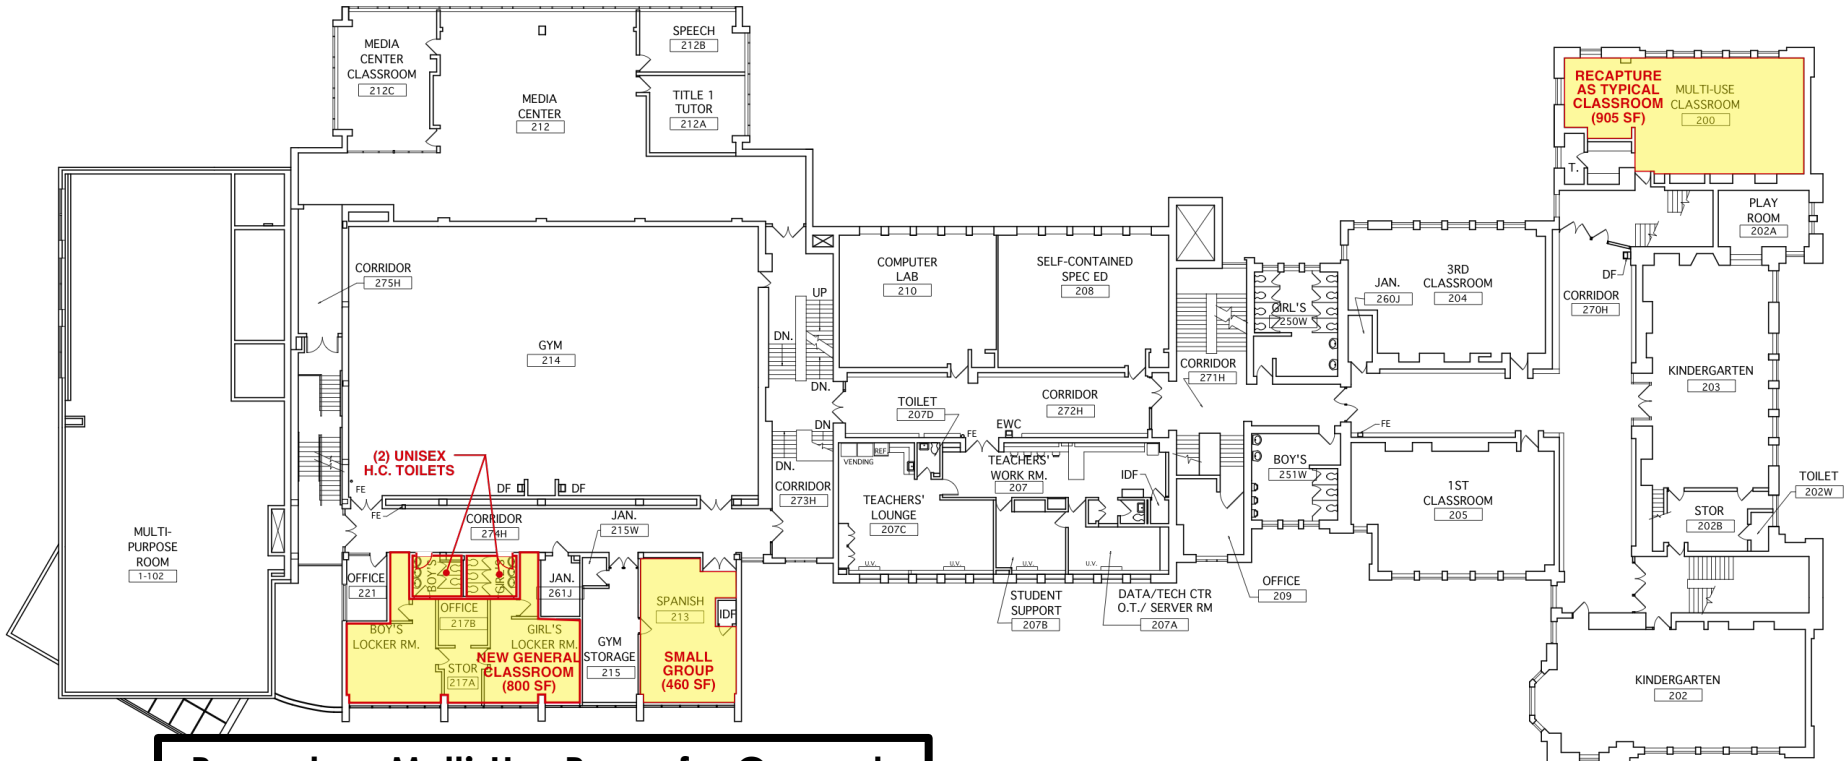 MEDIA
CENTER
CLASSROOM
212C
MEDIA
CENTER
212
SPEECH
212B
TITLE 1
TUTOR
212A
RECAPTURE
AS TYPICAL
CLASSROOM
(905 SF)
MULTI-USE
CLASSROOM
200
T.
PLAY
ROOM
202A
CORRIDOR
275H
GYM
214
UP
DN.
DN.
DN
DN.
COMPUTER
LAB
210
SELF-CONTAINED
SPEC ED
208
GIRL'S
250W
JAN.
260J
3RD
CLASSROOM
204
DF
CORRIDOR
270H
CORRIDOR
271H
KINDERGARTEN
203
TOILET
207D
CORRIDOR
272H
EWC
FE
FE
(2) UNISEX
H.C. TOILETS
FE
DF
DF
FE
CORRIDOR
274H
JAN.
215W
CORRIDOR
273H
VENDING
REF
TEACHERS'
WORK RM.
207
IDF
TEACHERS'
LOUNGE
207C
BOY'S
251W
1ST
CLASSROOM
205
TOILET
202W
STOR
202B
MULTI-
PURPOSE
ROOM
1-102
OFFICE
221
BOY'S
GIRL'S
JAN.
261J
OFFICE
217B
BOY'S
LOCKER RM.
GIRL'S
LOCKER RM.
STOR
217A
NEW GENERAL
CLASSROOM
(800 SF)
GYM
STORAGE
215
SPANISH
213
IDF
SMALL
GROUP
(460 SF)
U.V.
U.V.
U.V.
STUDENT
SUPPORT
207B
DATA/TECH CTR
O.T./ SERVER RM
207A
OFFICE
209
KINDERGARTEN
202